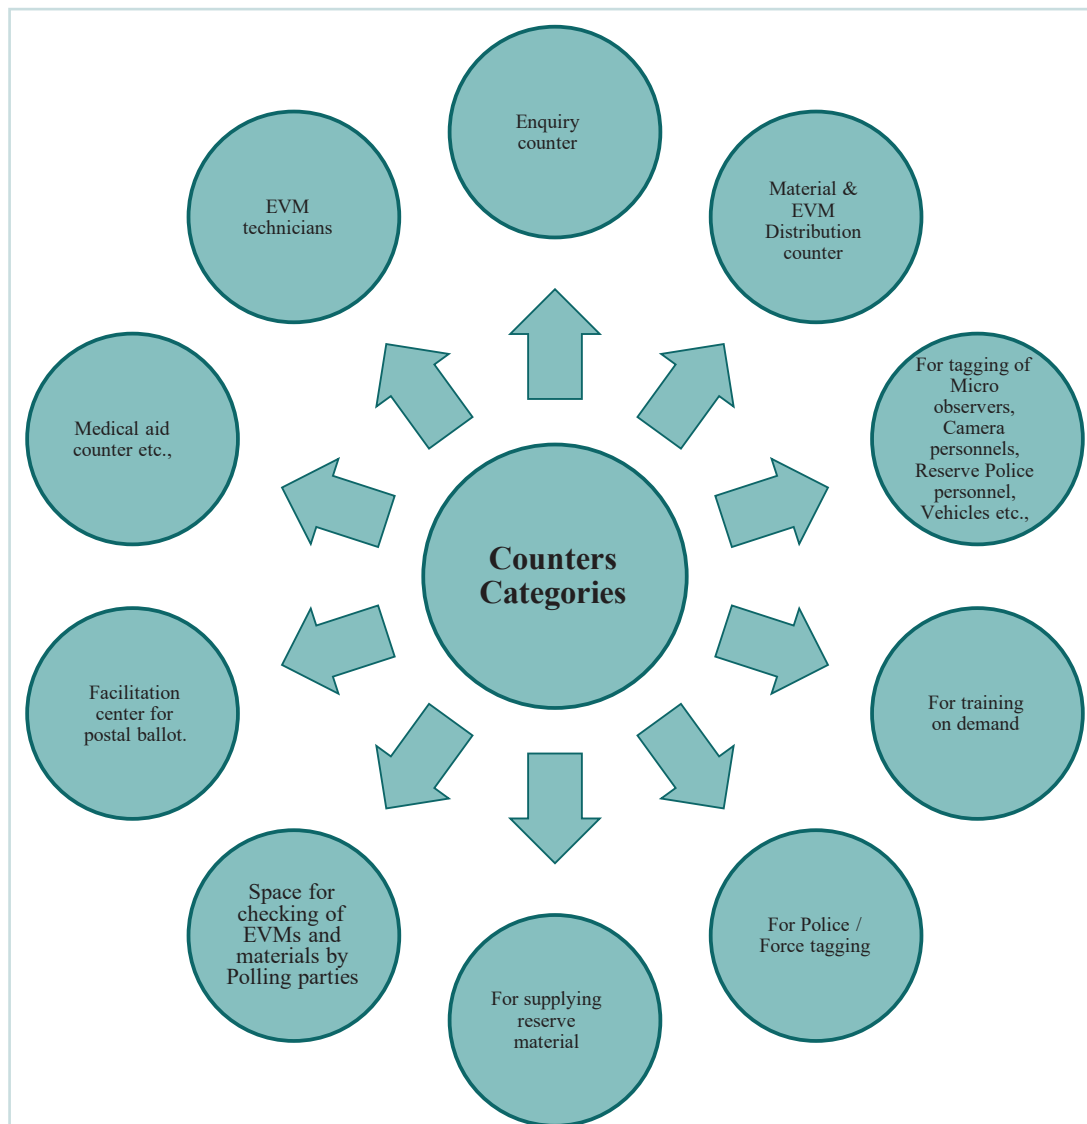 Enquiry
counter
Material &
EVM
Distribution
counter
For tagging of
Micro
observers,
Camera
personnels,
Reserve Police
personnel,
Vehicles etc.,
For training
on demand
For Police /
Force tagging
For supplying
reserve
material
Space for
checking of
EVMs and
materials by
Polling parties
Facilitation
center for
postal ballot.
Medical aid
counter etc.,
EVM
technicians
Counters
Categories